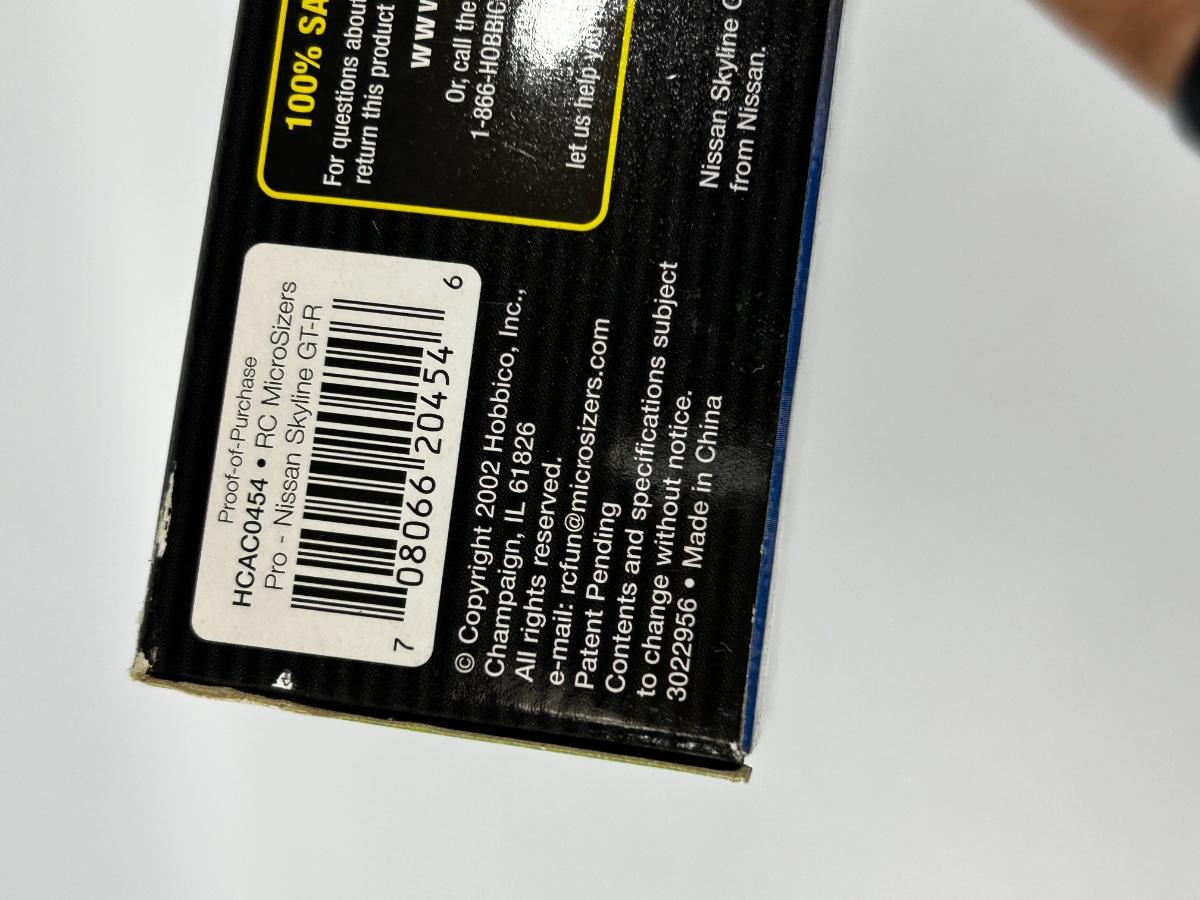 100% SA
For questions about
return this product
www
Or, call the
1-866-HOBBIC
let us help you
Nissan Skyline
from Nissan.
Proof-of-Purchase
HCAC0454 • RC MicroSizers
Pro - Nissan Skyline GT-R
7 08066 20454 6
© Copyright 2002 Hobbico, Inc.,
Champaign, IL 61826
All rights reserved.
e-mail: rcfun@microsizers.com
Patent Pending
Contents and specifications subject
to change without notice.
3022956 • Made in China